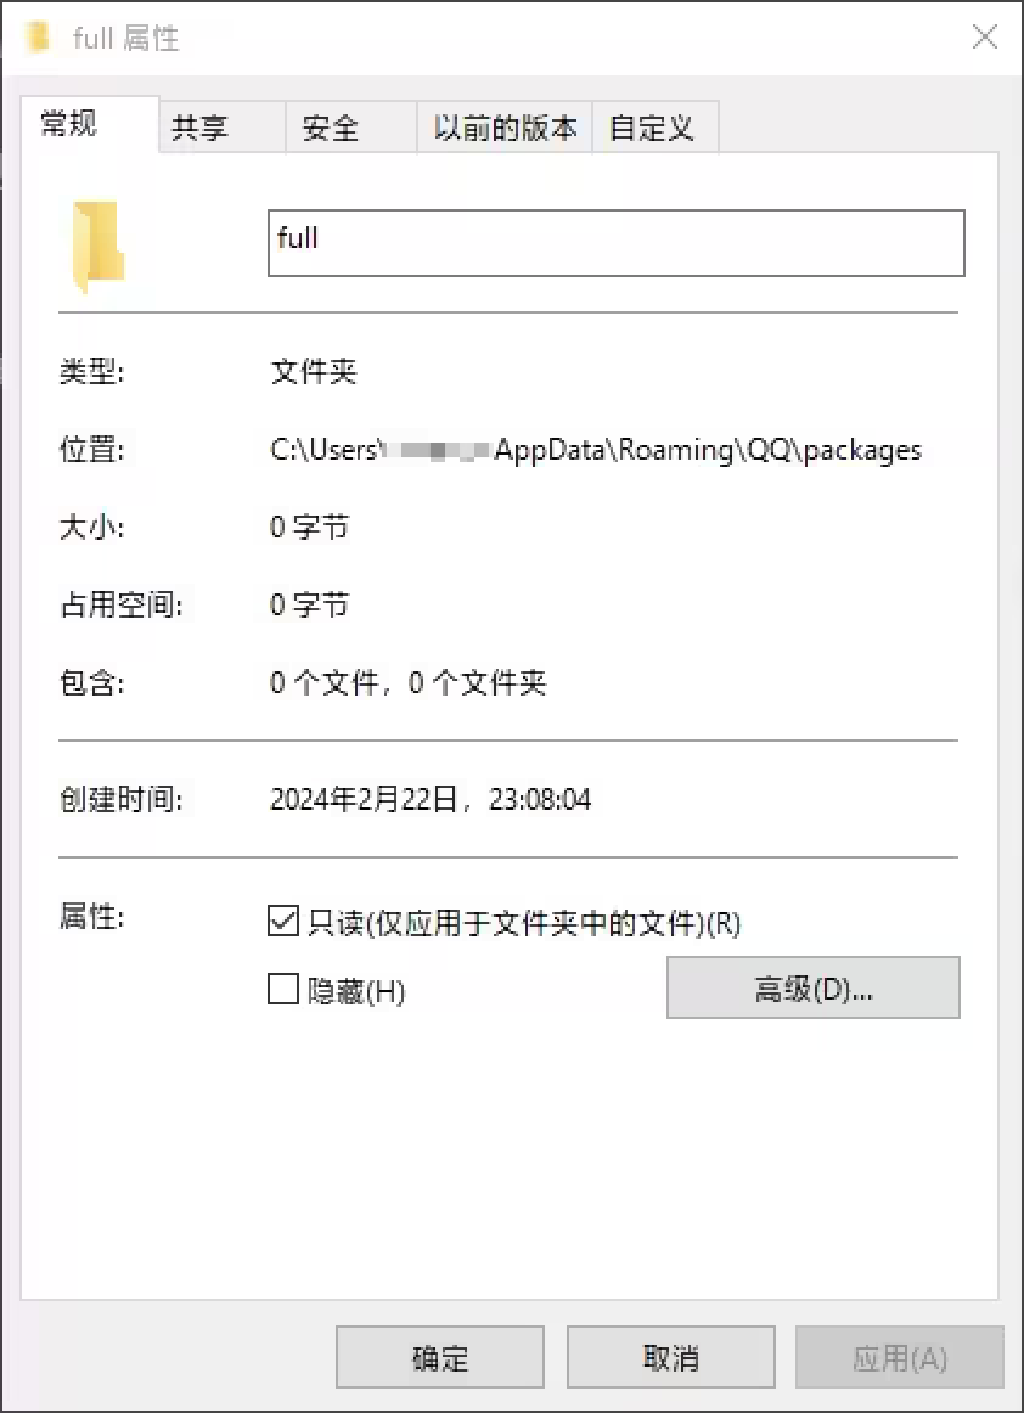 full 属性
常规 共享 安全 以前的版本 自定义
full
类型: 文件夹
位置: C:\Users\ AppData\Roaming\QQ\packages
大小: 0 字节
占用空间: 0 字节
包含: 0 个文件，0 个文件夹
创建时间: 2024年2月22日，23:08:04
属性: 只读(仅应用于文件夹中的文件)(R)
隐藏(H) 高级(D)...
确定 取消 应用(A)